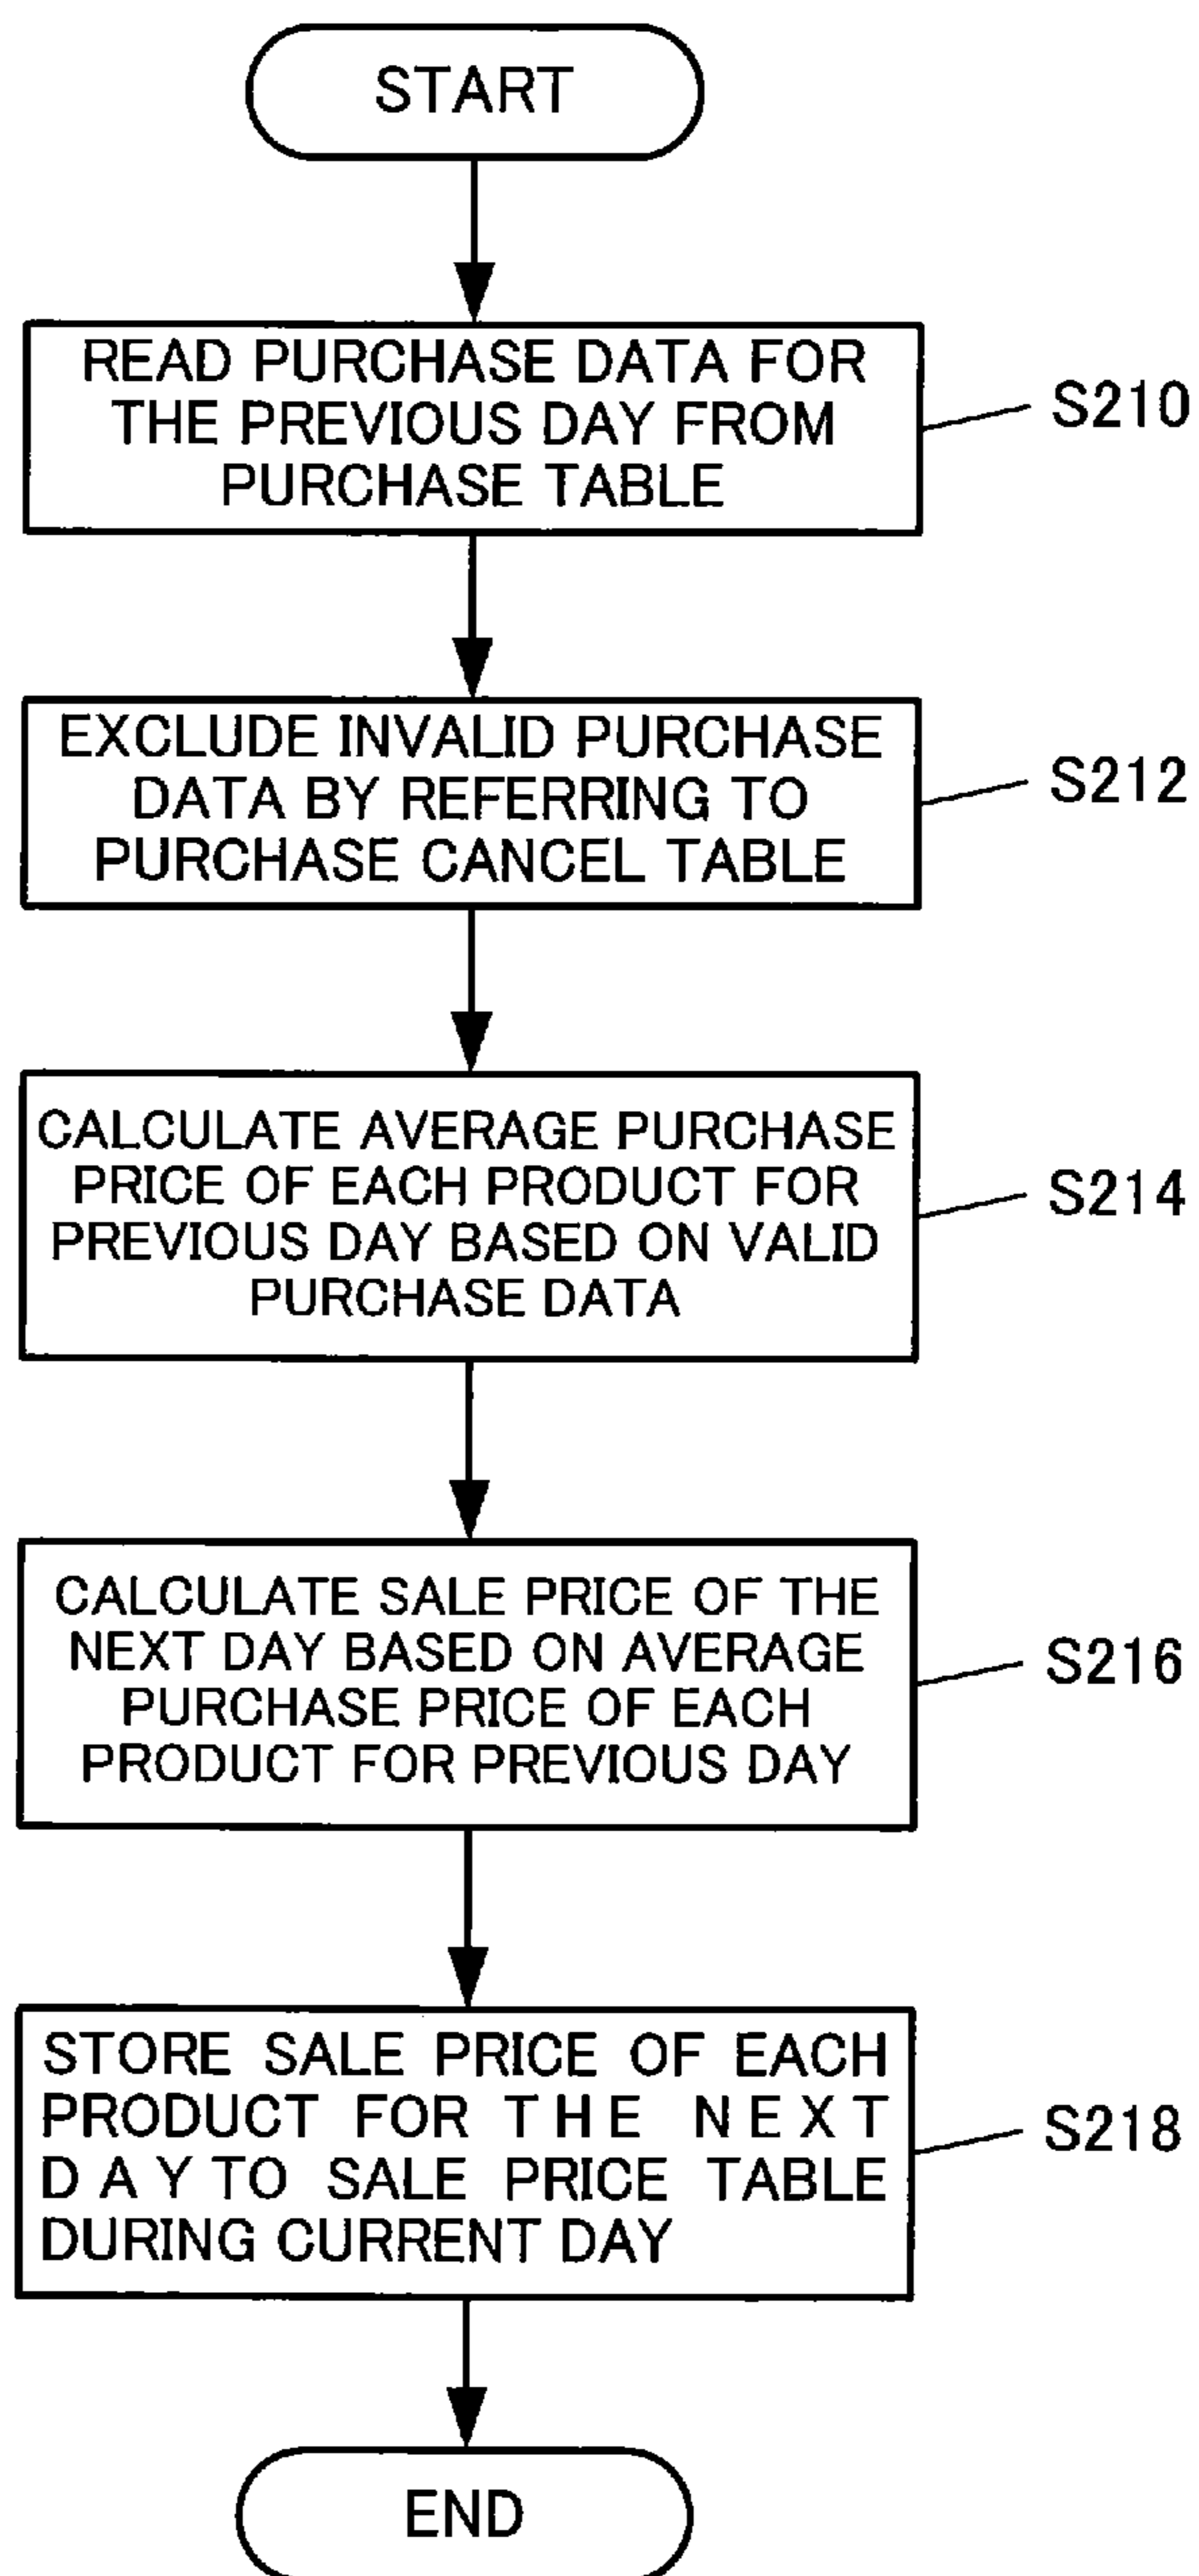 START
READ PURCHASE DATA FOR
THE PREVIOUS DAY FROM
PURCHASE TABLE
S210
EXCLUDE INVALID PURCHASE
DATA BY REFERRING TO
PURCHASE CANCEL TABLE
S212
CALCULATE AVERAGE PURCHASE
PRICE OF EACH PRODUCT FOR
PREVIOUS DAY BASED ON VALID
PURCHASE DATA
S214
CALCULATE SALE PRICE OF THE
NEXT DAY BASED ON AVERAGE
PURCHASE PRICE OF EACH
PRODUCT FOR PREVIOUS DAY
S216
STORE SALE PRICE OF EACH
PRODUCT FOR THE NEXT
DAY TO SALE PRICE TABLE
DURING CURRENT DAY
S218
END